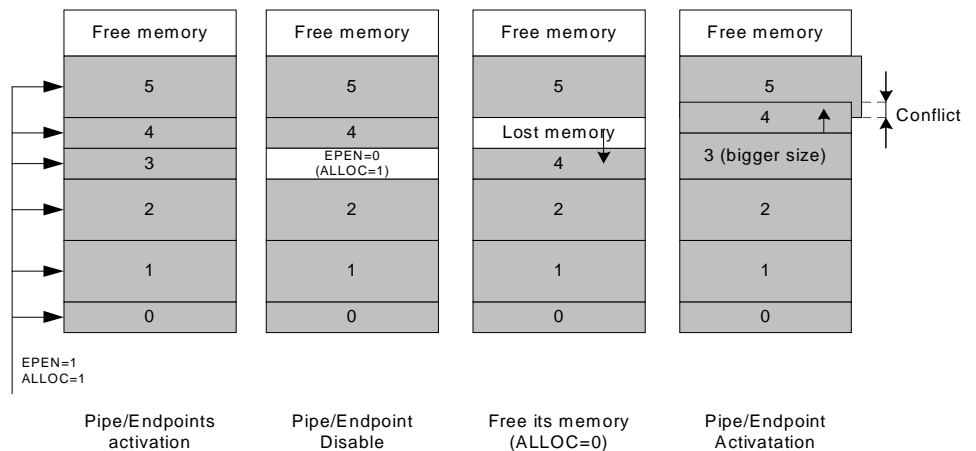 Free memory
5
4
3
2
1
0
EPEN=1
ALLOC=1
Pipe/Endpoints
activation
Free memory
5
4
EPEN=0
(ALLOC=1)
2
1
0
Pipe/Endpoint
Disable
Free memory
5
Lost memory
4
2
1
0
Free its memory
(ALLOC=0)
Free memory
5
4
3 (bigger size)
2
1
0
Conflict
Pipe/Endpoint
Activatation